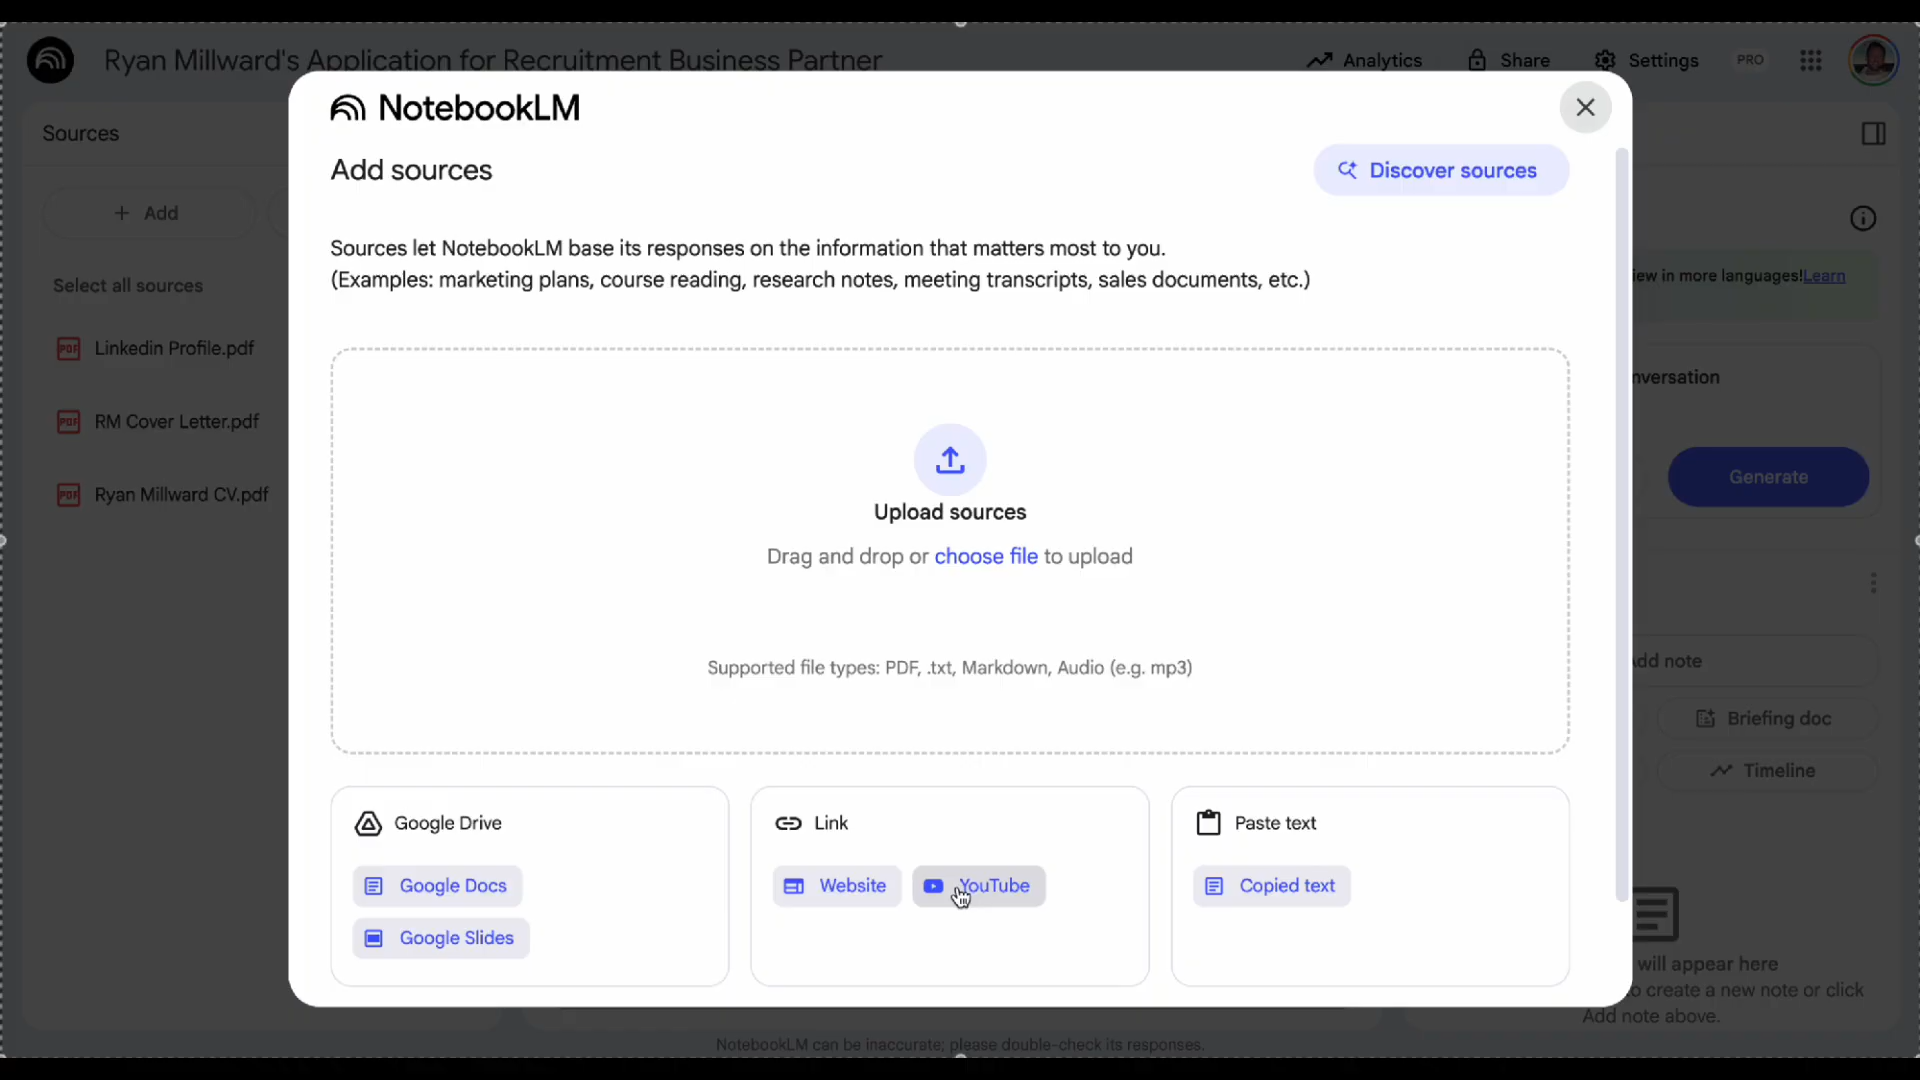 Ryan Millward's Application for Recruitment Business Partner
Analytics
Share
Settings
PRO
NotebookLM
Sources
Add sources
Discover sources
+ Add
Sources let NotebookLM base its responses on the information that matters most to you.
(Examples: marketing plans, course reading, research notes, meeting transcripts, sales documents, etc.)
Select all sources
iew in more languages!Learn
Linkedin Profile.pdf
nversation
RM Cover Letter.pdf
Generate
PDF
PDF
PDF
Ryan Millward CV.pdf
Upload sources
Drag and drop or choose file to upload
Supported file types: PDF, .txt, Markdown, Audio (e.g. mp3)
dd note
Briefing doc
Timeline
Google Drive
Link
Paste text
Google Docs
Website
YouTube
Copied text
Google Slides
will appear here
o create a new note or click
Add note above.
NotebookLM can be inaccurate; please double-check its responses.